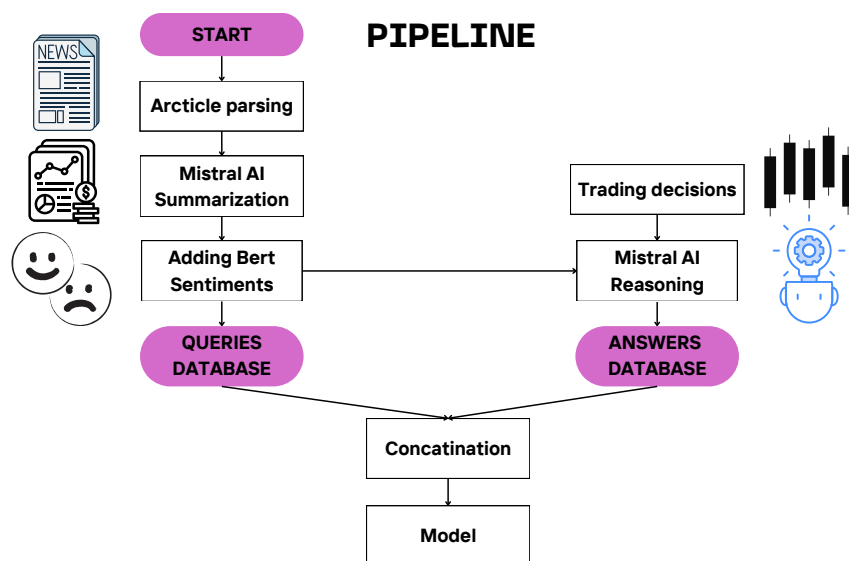 START
PIPELINE
NEWS
Arcticle parsing
Mistral AI
Summarization
$
Trading decisions
Adding Bert
Sentiments
Mistral AI
Reasoning
QUERIES
DATABASE
ANSWERS
DATABASE
Concatination
Model